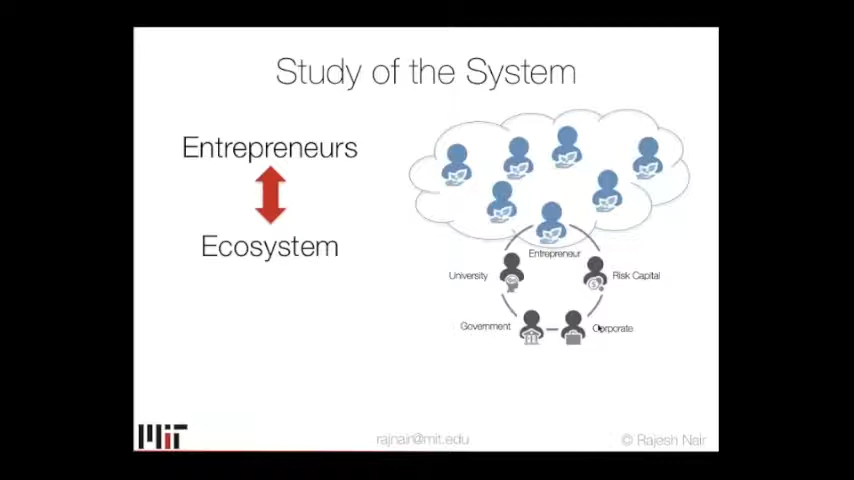 Study of the System
Entrepreneurs
Ecosystem
Entrepreneur
University
Risk Capital
Government
Corporate
MIT
rajnair@mit.edu
© Rajesh Nair